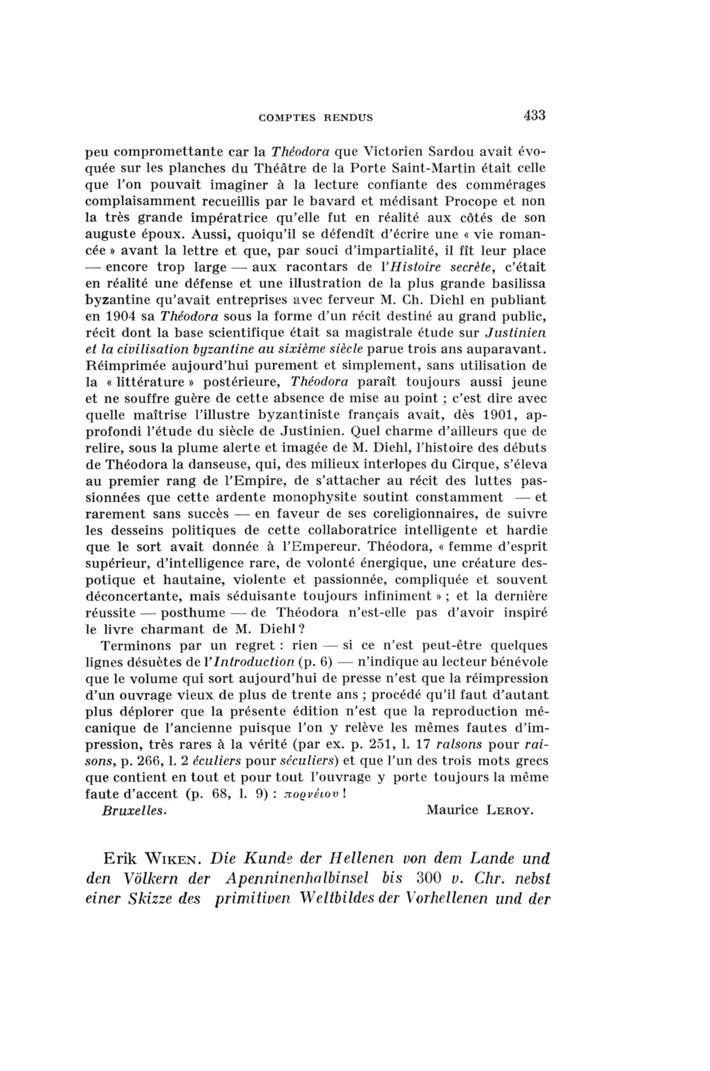 COMPTES RENDUS 433
peu compromettante car la Théodora que Victorien Sardou avait évo-
quée sur les planches du Théâtre de la Porte Saint-Martin était celle
que l'on pouvait imaginer à la lecture confiante des commérages
complaisamment recueillis par le bavard et médisant Procope et non
la très grande impératrice qu'elle fut en réalité aux côtés de son
auguste époux. Aussi, quoiqu'il se défendît d'écrire une « vie roman-
cée » avant la lettre et que, par souci d'impartialité, il fît leur place
— encore trop large — aux racontars de l'Histoire secrète, c'était
en réalité une défense et une illustration de la plus grande basilissa
byzantine qu'avait entreprises avec ferveur M. Ch. Diehl en publiant
en 1904 sa Théodora sous la forme d'un récit destiné au grand public,
récit dont la base scientifique était sa magistrale étude sur Justinien
et la civilisation byzantine au sixième siècle parue trois ans auparavant.
Réimprimée aujourd'hui purement et simplement, sans utilisation de
la « littérature » postérieure, Théodora paraît toujours aussi jeune
et ne souffre guère de cette absence de mise au point ; c'est dire avec
quelle maîtrise l'illustre byzantiniste français avait, dès 1901, ap-
profondi l'étude du siècle de Justinien. Quel charme d'ailleurs que de
relire, sous la plume alerte et imagée de M. Diehl, l'histoire des débuts
de Théodora la danseuse, qui, des milieux interlopes du Cirque, s'éleva
au premier rang de l'Empire, de s'attacher au récit des luttes pas-
sionnées que cette ardente monophysite soutint constamment — et
rarement sans succès — en faveur de ses coreligionnaires, de suivre
les desseins politiques de cette collaboratrice intelligente et hardie
que le sort avait donnée à l'Empereur. Théodora, « femme d'esprit
supérieur, d'intelligence rare, de volonté énergique, une créature des-
potique et hautaine, violente et passionnée, compliquée et souvent
déconcertante, mais séduisante toujours infiniment » ; et la dernière
réussite — posthume — de Théodora n'est-elle pas d'avoir inspiré
le livre charmant de M. Diehl ?
Terminons par un regret : rien — si ce n'est peut-être quelques
lignes désuètes de l'Introduction (p. 6) — n'indique au lecteur bénévole
que le volume qui sort aujourd'hui de presse n'est que la réimpression
d'un ouvrage vieux de plus de trente ans ; procédé qu'il faut d'autant
plus déplorer que la présente édition n'est que la reproduction mé-
canique de l'ancienne puisque l'on y relève les mêmes fautes d'im-
pression, très rares à la vérité (par ex. p. 251, l. 17 ralsons pour rai-
sons, p. 266, l. 2 éculiers pour séculiers) et que l'un des trois mots grecs
que contient en tout et pour tout l'ouvrage y porte toujours la même
faute d'accent (p. 68, l. 9) : πορνέιον !
Bruxelles. Maurice LEROY.
Erik WIKEN. Die Kunde der Hellenen von dem Lande und
den Völkern der Apenninenhalbinsel bis 300 v. Chr. nebst
einer Skizze des primitiven Weltbildes der Vorhellenen und der